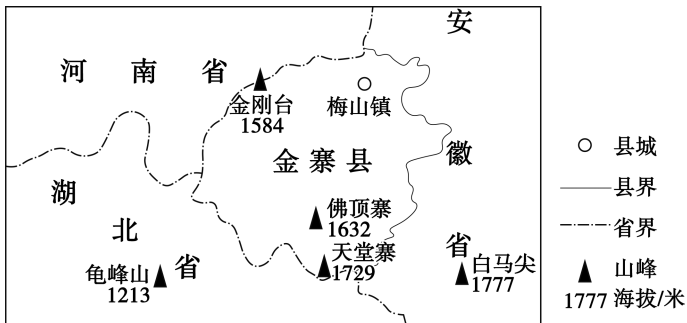 安
河南省
金刚台
1584
梅山镇
金寨县
徽
湖
北
省
佛顶寨
1632
天堂寨
1729
省
白马尖
1777
龟峰山
1213
县城
县界
省界
山峰
1777 海拔/米